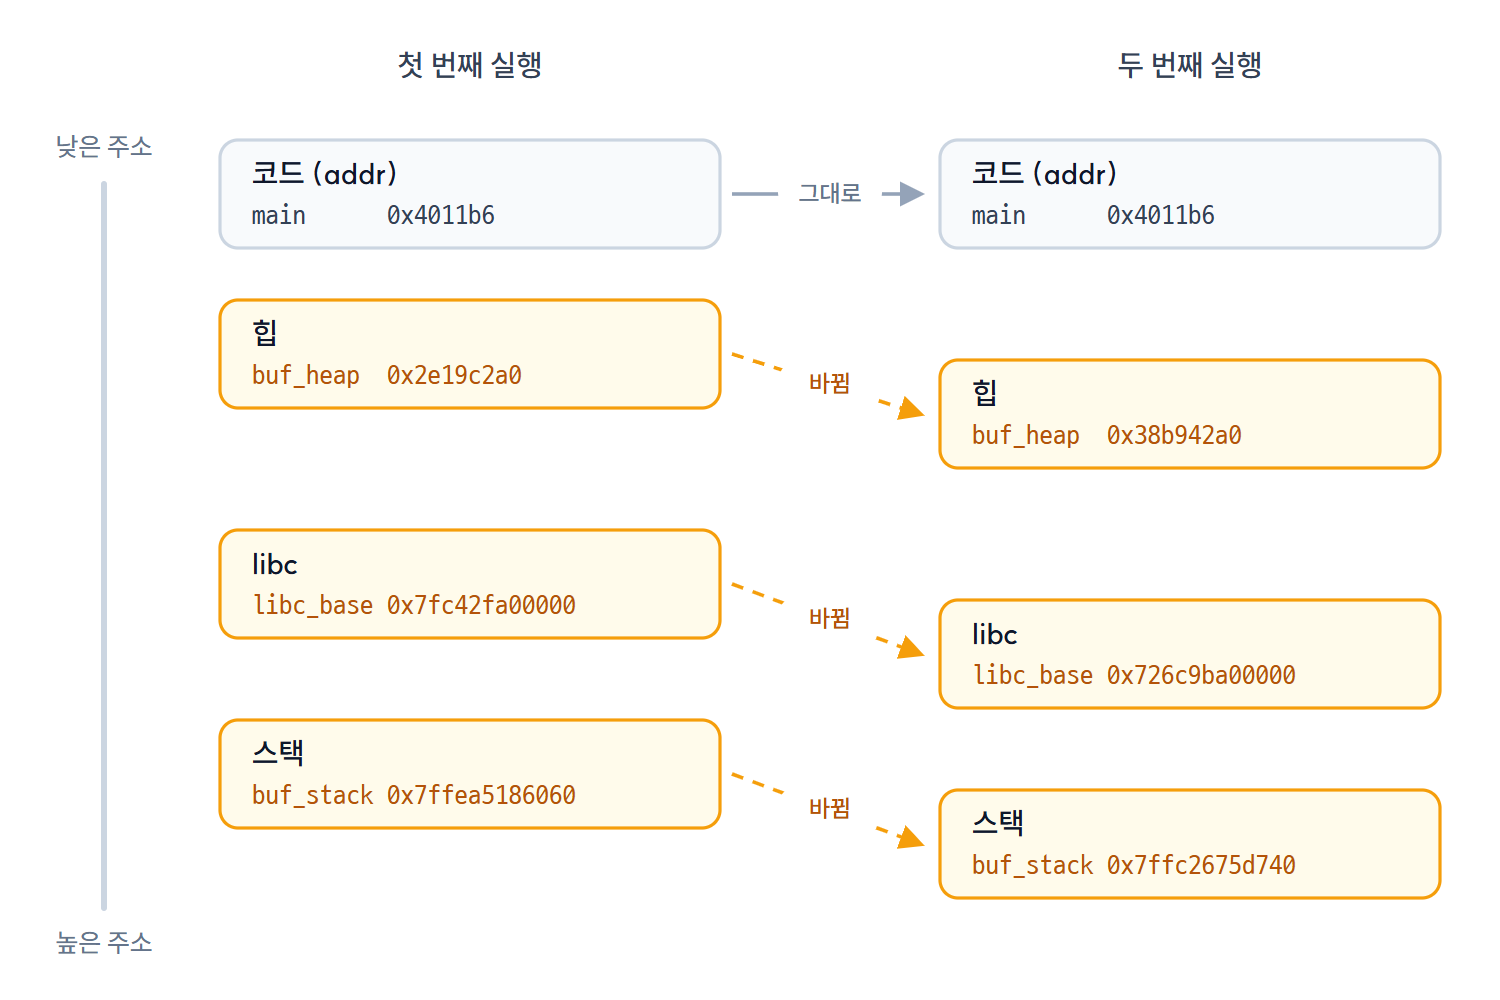 첫 번째 실행
두 번째 실행
낮은 주소
코드 (addr)
main 0x4011b6
그대로
코드 (addr)
main 0x4011b6
힙
buf_heap 0x2e19c2a0
바뀜
힙
buf_heap 0x38b942a0
libc
libc_base 0x7fc42fa00000
바뀜
libc
libc_base 0x726c9ba00000
스택
buf_stack 0x7ffea5186060
바뀜
스택
buf_stack 0x7ffc2675d740
높은 주소